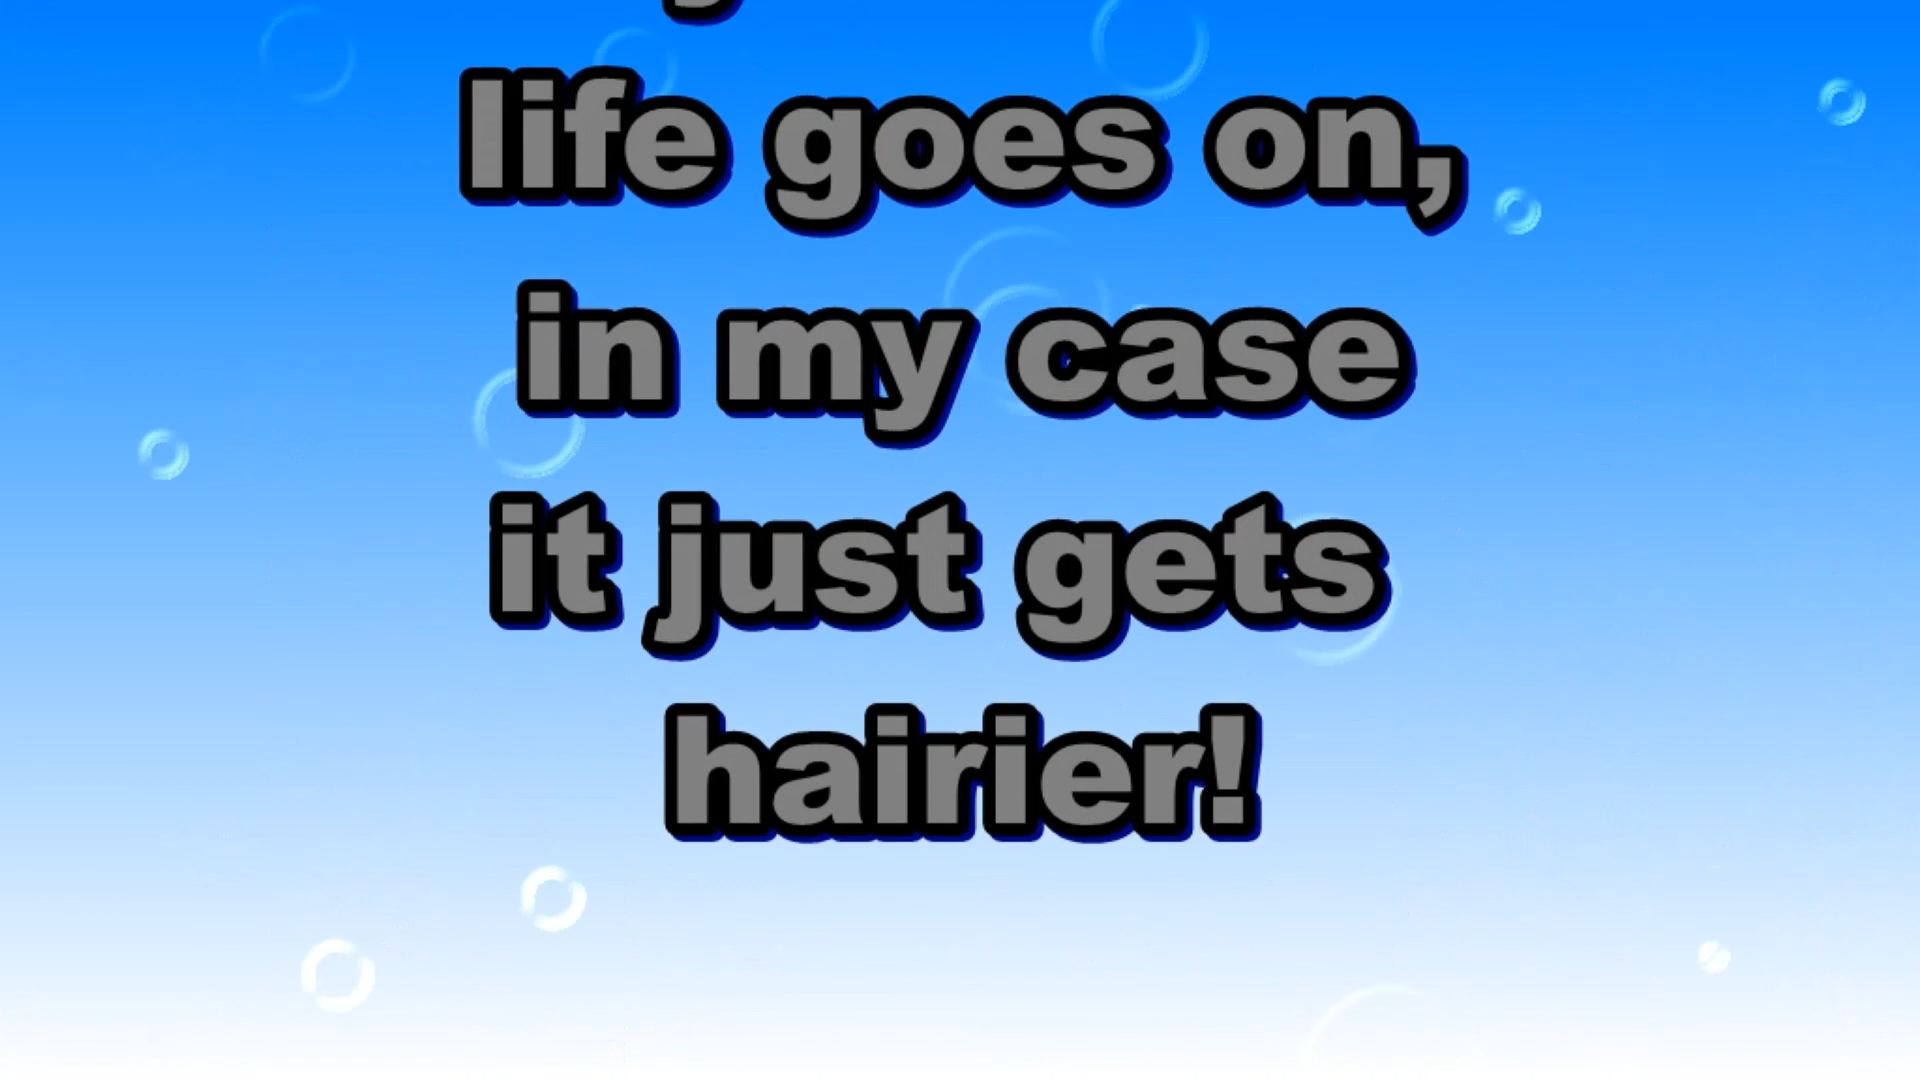 life goes on,
in my case
it just gets
hairier!